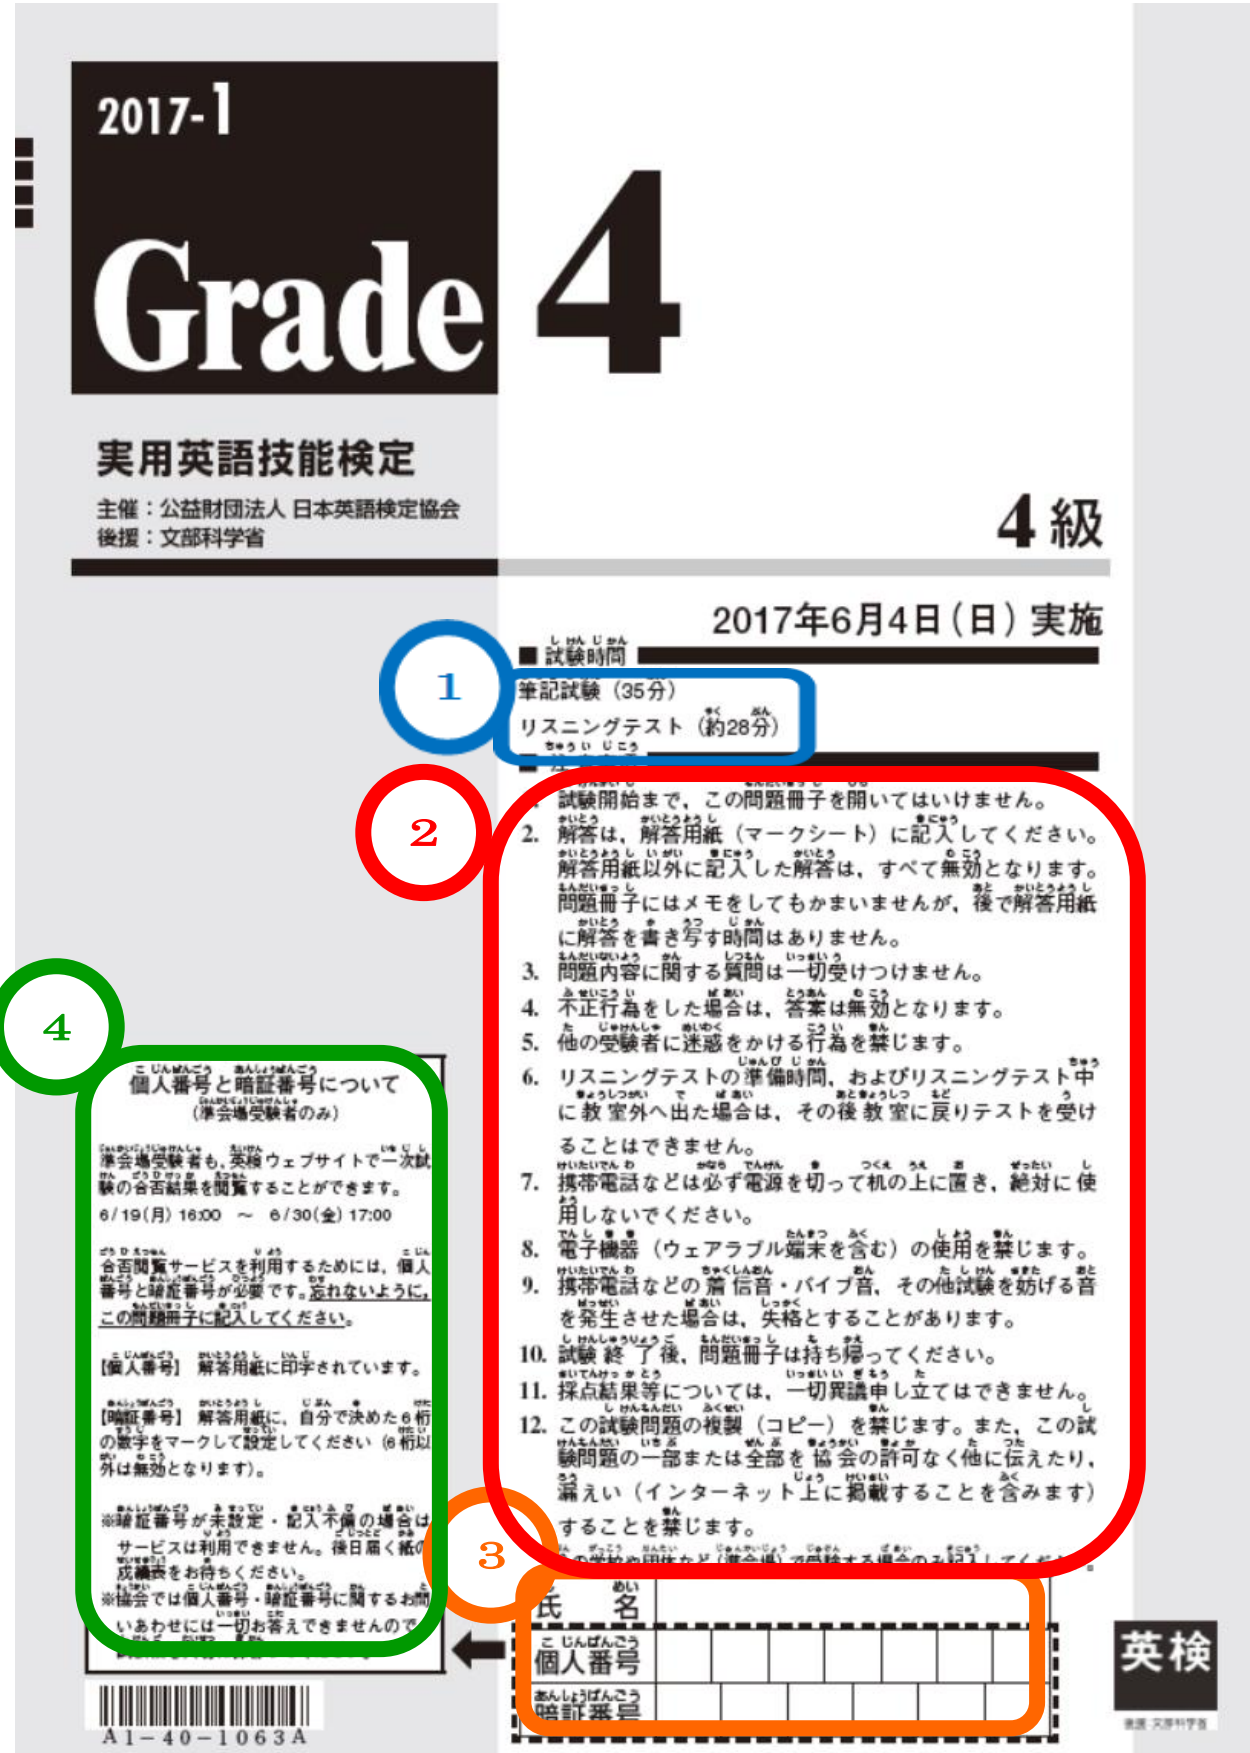 2017-1
Grade 4
実用英語技能検定
主催：公益財団法人 日本英語検定協会
後援：文部科学省
4級
2017年6月4日（日）実施
■ 試験時間
筆記試験（35分）
リスニングテスト（約28分）
1
2
試験開始まで、この問題冊子を開いてはいけません。
2. 解答は、解答用紙（マークシート）に記入してください。
解答用紙以外に記入した解答は、すべて無効となります。
問題冊子にはメモをしてもかまいませんが、後で解答用紙
に解答を書き写す時間はありません。
3. 問題内容に関する質問は一切受けつけません。
4. 不正行為をした場合は、答案は無効となります。
5. 他の受験者に迷惑をかける行為を禁じます。
6. リスニングテストの準備時間、およびリスニングテスト中
に教室外へ出た場合は、その後教室に戻りテストを受け
ることはできません。
7. 携帯電話などは必ず電源を切って机の上に置き、絶対に使
用しないでください。
8. 電子機器（ウェアラブル端末を含む）の使用を禁じます。
9. 携帯電話などの着信音・バイブ音、その他試験を妨げる音
を発生させた場合は、失格とすることがあります。
10. 試験終了後、問題冊子は持ち帰ってください。
11. 採点結果等については、一切異議申し立てはできません。
12. この試験問題の複製（コピー）を禁じます。また、この試
験問題の一部または全部を協会の許可なく他に伝えたり、
漏えい（インターネット上に掲載することを含みます）
することを禁じます。
の学校や団体など（準会場）で受験する場合のみ記入してくだ
3
氏名
個人番号
暗証番号
4
個人番号と暗証番号について
（準会場受験者のみ）
準会場受験者も、英検ウェブサイトで一次試
験の合否結果を閲覧することができます。
6/19(月) 16:00 ～ 6/30(金) 17:00
合否閲覧サービスを利用するためには、個人
番号と暗証番号が必要です。忘れないように、
この問題冊子に記入してください。
【個人番号】 解答用紙に印字されています。
【暗証番号】 解答用紙に、自分で決めた6桁
の数字をマークして設定してください（6桁以
外は無効となります）。
※暗証番号が未設定・記入不備の場合は
サービスは利用できません。後日届く紙の
成績表をお待ちください。
※協会では個人番号・暗証番号に関するお問
いあわせには一切お答えできませんので
A1-40-1063A
英検
後援 文部科学省